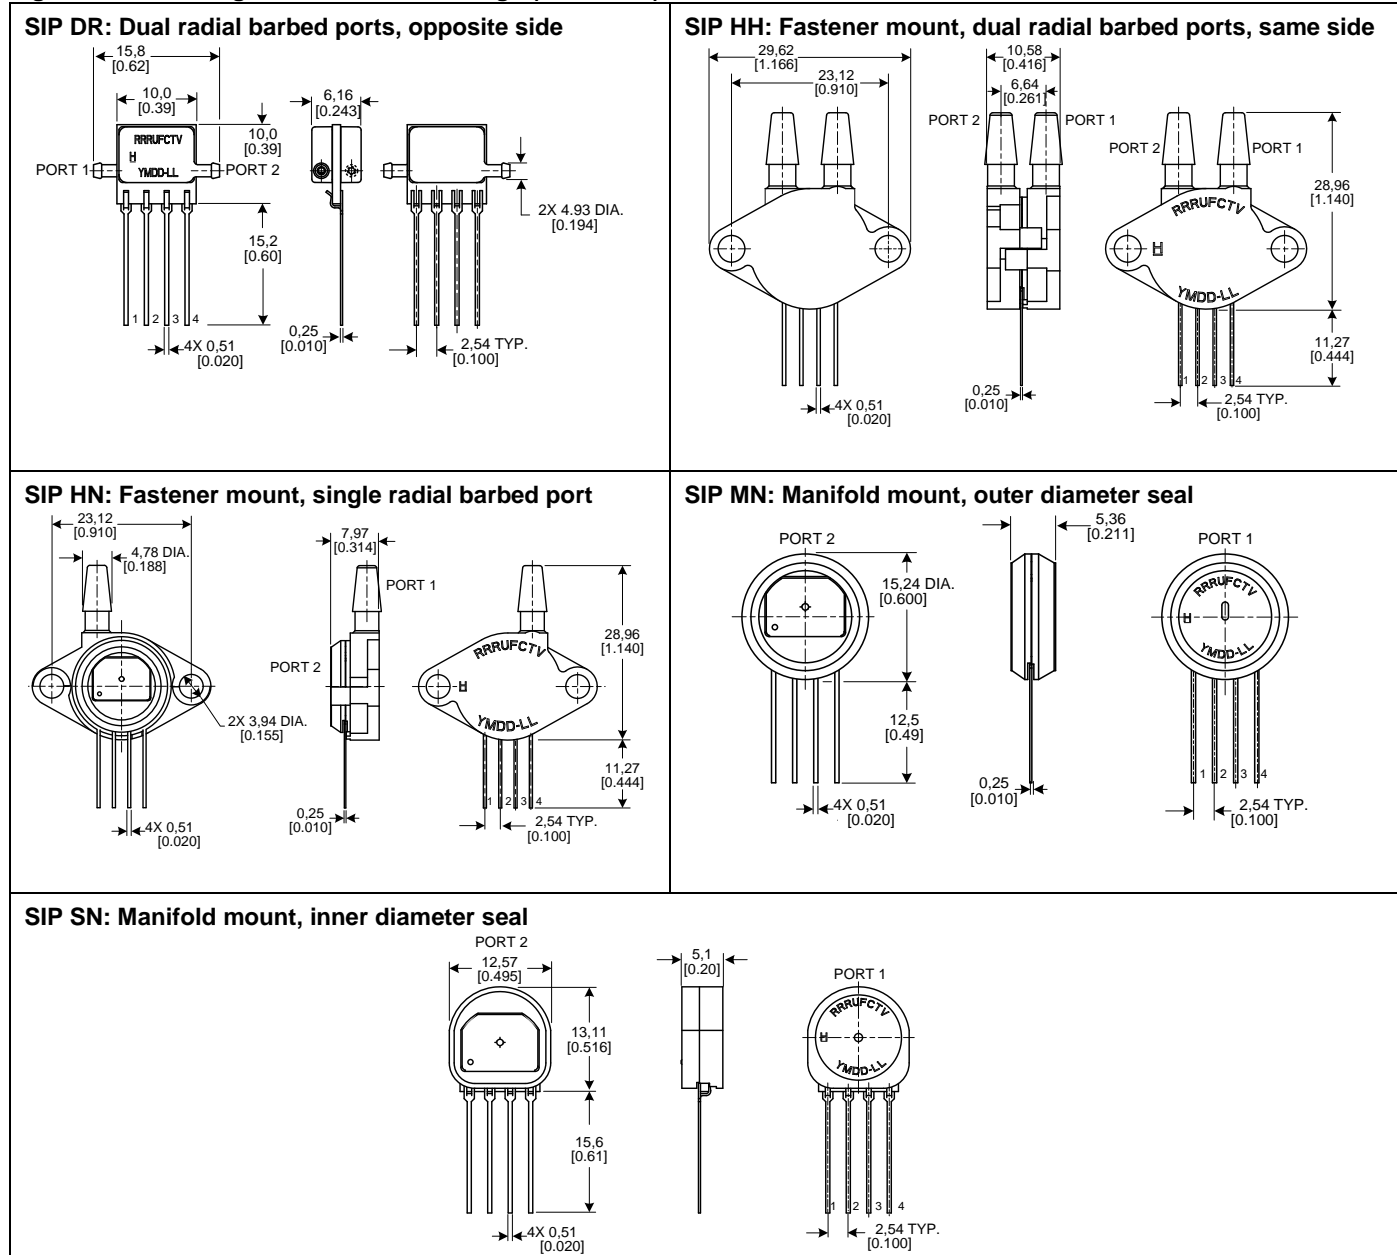 SIP DR: Dual radial barbed ports, opposite side
15,8
[0.62]
10,0
[0.39]
RRRUFCTV
H
YMDD-LL
PORT 1
PORT 2
10,0
[0.39]
15,2
[0.60]
1 2 3 4
4X 0,51
[0.020]
6,16
[0.243]
0,25
[0.010]
2X 4.93 DIA.
[0.194]
2,54 TYP.
[0.100]
SIP HH: Fastener mount, dual radial barbed ports, same side
29,62
[1.166]
23,12
[0.910]
4X 0,51
[0.020]
10,58
[0.416]
6,64
[0.261]
PORT 2
PORT 1
0,25
[0.010]
PORT 2
PORT 1
RRRUFCTV
H
YMDD-LL
28,96
[1.140]
11,27
[0.444]
1 2 3 4
2,54 TYP.
[0.100]
SIP HN: Fastener mount, single radial barbed port
23,12
[0.910]
4,78 DIA.
[0.188]
2X 3,94 DIA.
[0.155]
4X 0,51
[0.020]
7,97
[0.314]
PORT 1
PORT 2
0,25
[0.010]
RRRUFCTV
H
YMDD-LL
28,96
[1.140]
11,27
[0.444]
1 2 3 4
2,54 TYP.
[0.100]
SIP MN: Manifold mount, outer diameter seal
PORT 2
15,24 DIA.
[0.600]
12,5
[0.49]
4X 0,51
[0.020]
5,36
[0.211]
0,25
[0.010]
PORT 1
RRRUFCTV
H
YMDD-LL
1 2 3 4
2,54 TYP.
[0.100]
SIP SN: Manifold mount, inner diameter seal
PORT 2
12,57
[0.495]
13,11
[0.516]
15,6
[0.61]
4X 0,51
[0.020]
5,1
[0.20]
PORT 1
RRRUFCTV
H
YMDD-LL
1 2 3 4
2,54 TYP.
[0.100]